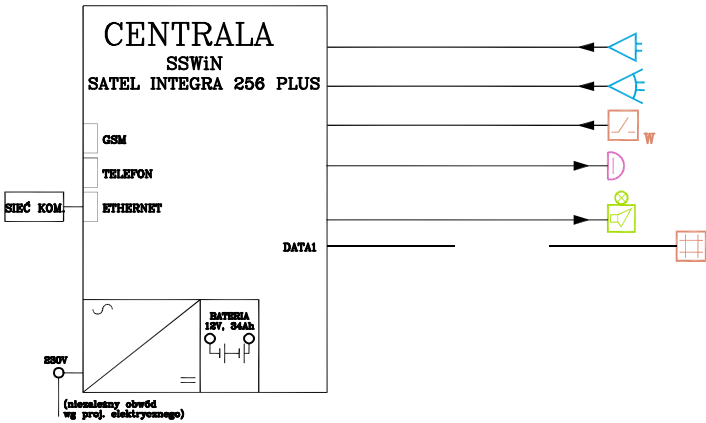 CENTRALA
SSWiN
SATEL INTEGRA 256 PLUS
GSM
W
TELEFON
SIEĆ KOM.
ETHERNET
DATA1
BATERIA
12V, 34Ah
230V
(niezależny obwód
wg proj. elektrycznego)